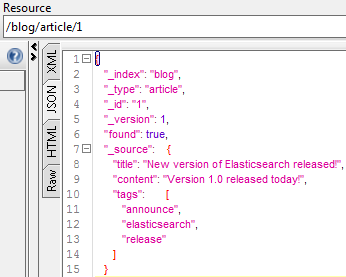 Resource
/blog/article/1
XML
JSON
HTML
Raw
1 {
2 "_index": "blog",
3 "_type": "article",
4 "_id": "1",
5 "_version": 1,
6 "found": true,
7 "_source": {
8 "title": "New version of Elasticsearch released!",
9 "content": "Version 1.0 released today!",
10 "tags": [
11 "announce",
12 "elasticsearch",
13 "release"
14 ]
15 }